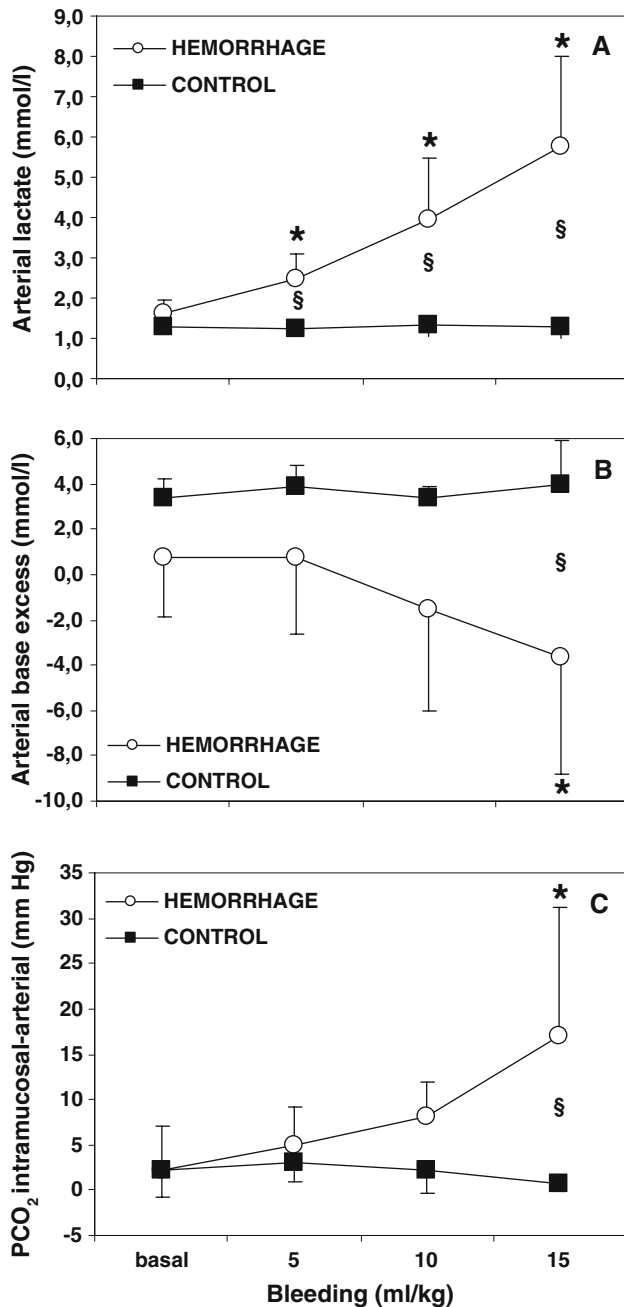 9,0
8,0
7,0
6,0
5,0
4,0
3,0
2,0
1,0
0,0
Arterial lactate (mmol/l)
HEMORRHAGE
CONTROL
A
*
*
*
§
§
§
6,0
4,0
2,0
0,0
-2,0
-4,0
-6,0
-8,0
-10,0
Arterial base excess (mmol/l)
B
§
HEMORRHAGE
CONTROL
*
35
30
25
20
15
10
5
0
-5
PCO2 intramucosal-arterial (mm Hg)
HEMORRHAGE
CONTROL
*
C
§
basal 5 10 15
Bleeding (ml/kg)